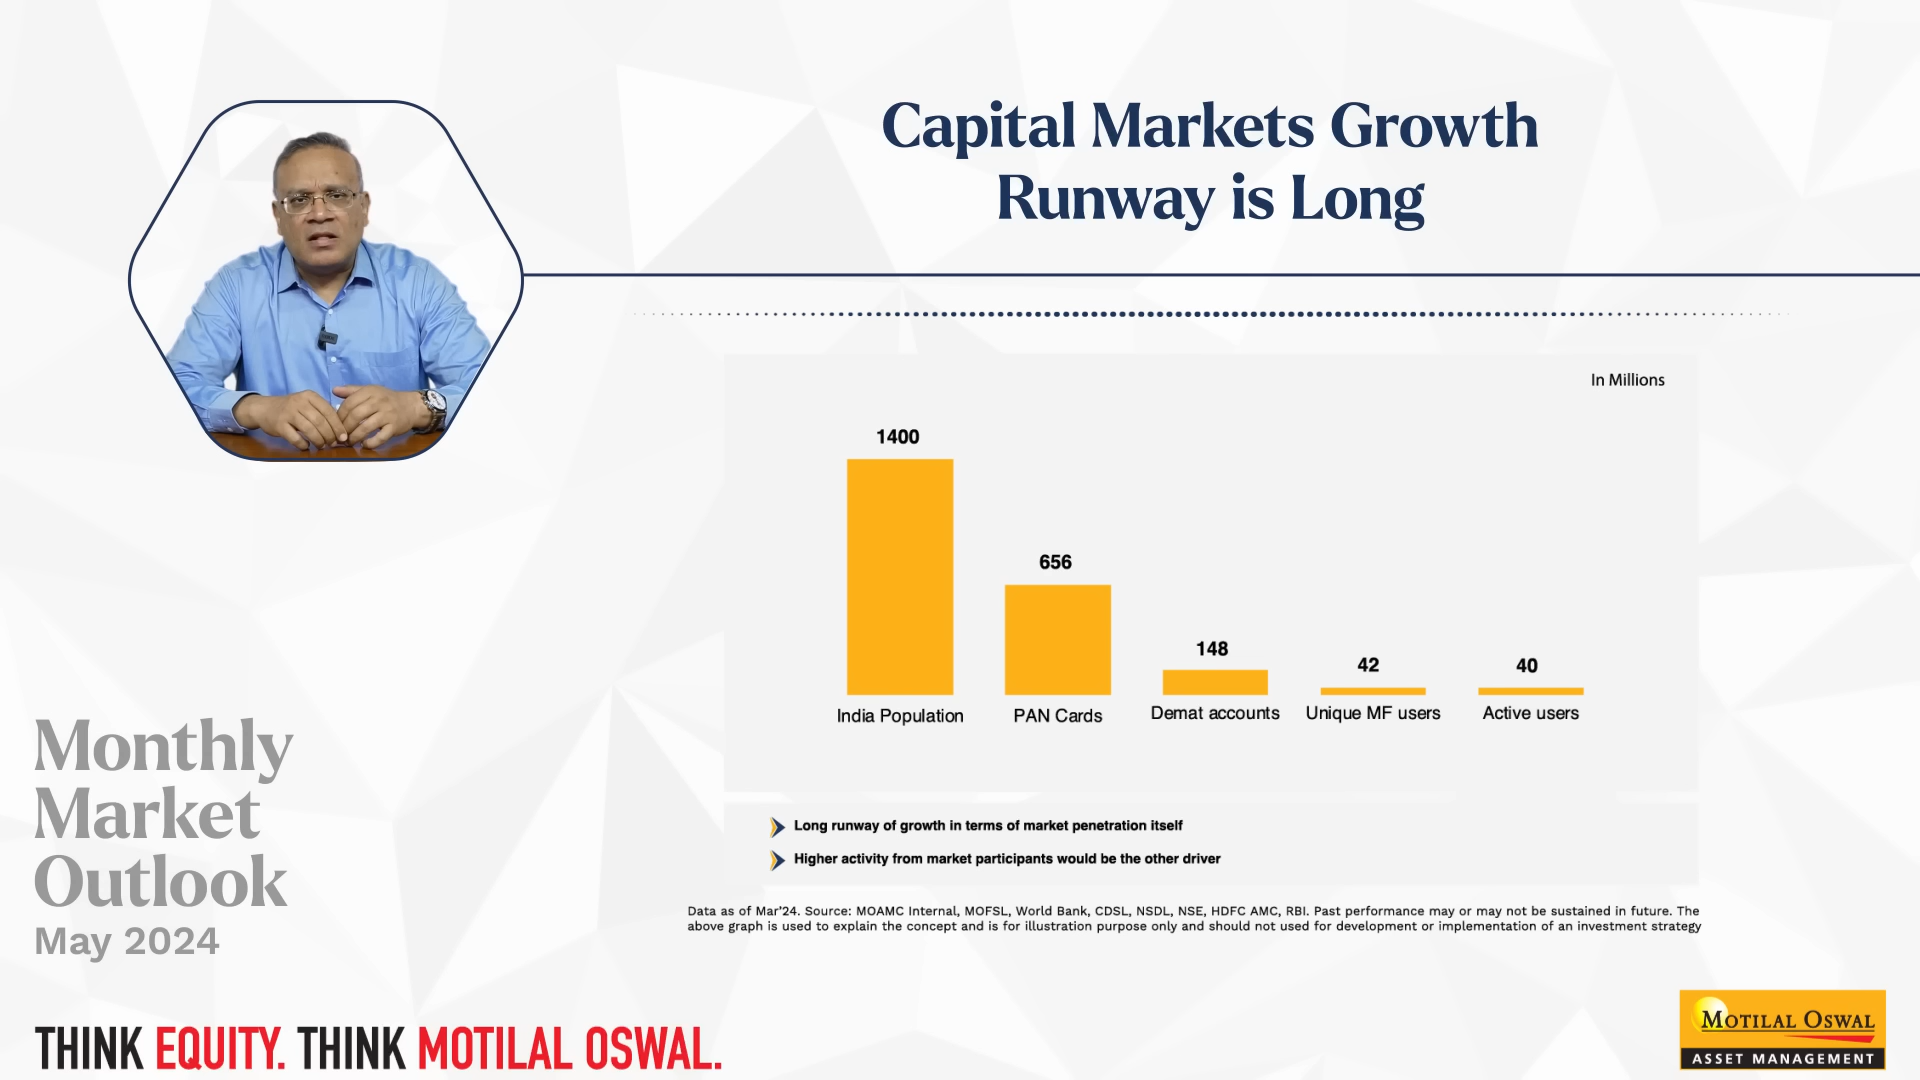 Capital Markets Growth
Runway is Long
In Millions
1400
656
148
42
40
India Population
PAN Cards
Demat accounts
Unique MF users
Active users
Long runway of growth in terms of market penetration itself
Higher activity from market participants would be the other driver
Data as of Mar'24. Source: MOAMC Internal, MOFSL, World Bank, CDSL, NSDL, NSE, HDFC AMC, RBI. Past performance may or may not be sustained in future. The
above graph is used to explain the concept and is for illustration purpose only and should not used for development or implementation of an investment strategy
Monthly
Market
Outlook
May 2024
THINK EQUITY. THINK MOTILAL OSWAL.
MOTILAL OSWAL
ASSET MANAGEMENT